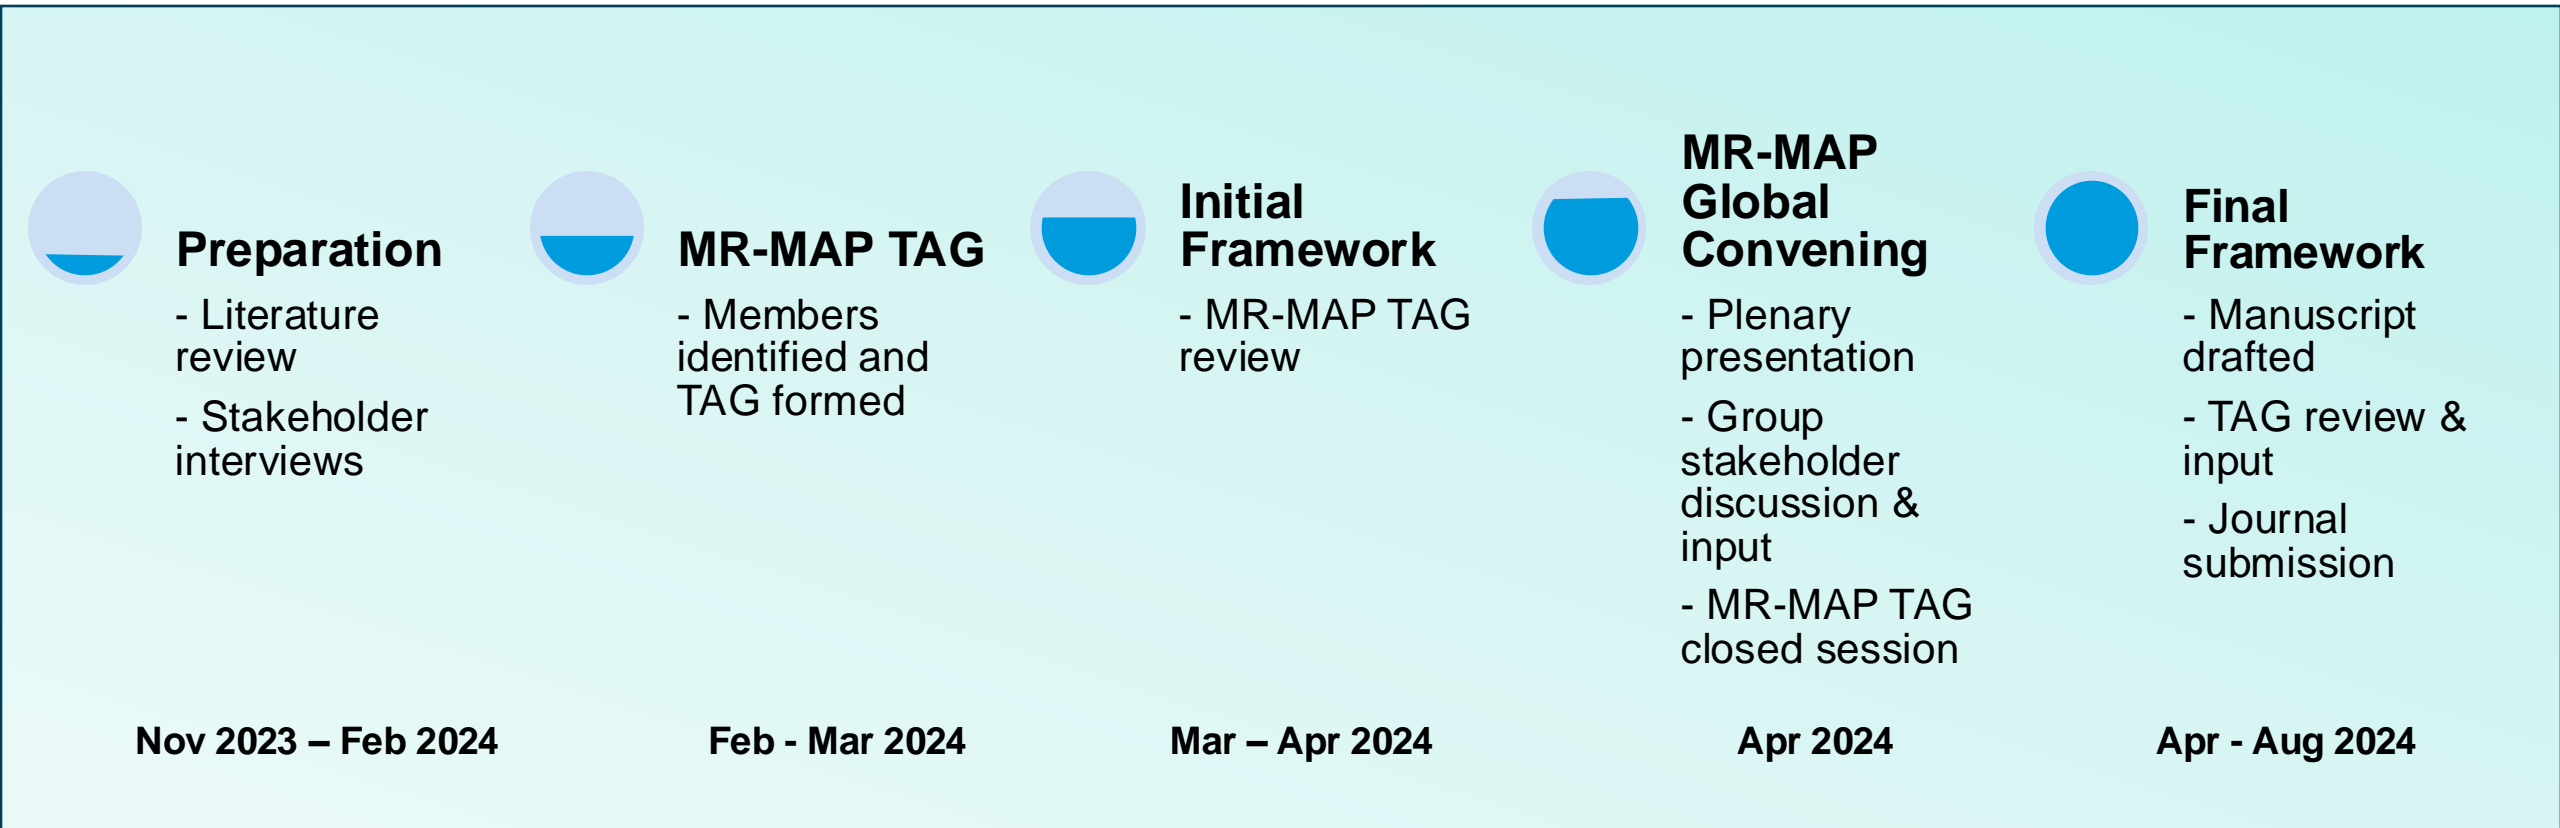 Preparation
- Literature
review
- Stakeholder
interviews
Nov 2023 – Feb 2024
MR-MAP TAG
- Members
identified and
TAG formed
Feb - Mar 2024
Initial
Framework
- MR-MAP TAG
review
Mar – Apr 2024
MR-MAP
Global
Convening
- Plenary
presentation
- Group
stakeholder
discussion &
input
- MR-MAP TAG
closed session
Apr 2024
Final
Framework
- Manuscript
drafted
- TAG review &
input
- Journal
submission
Apr - Aug 2024